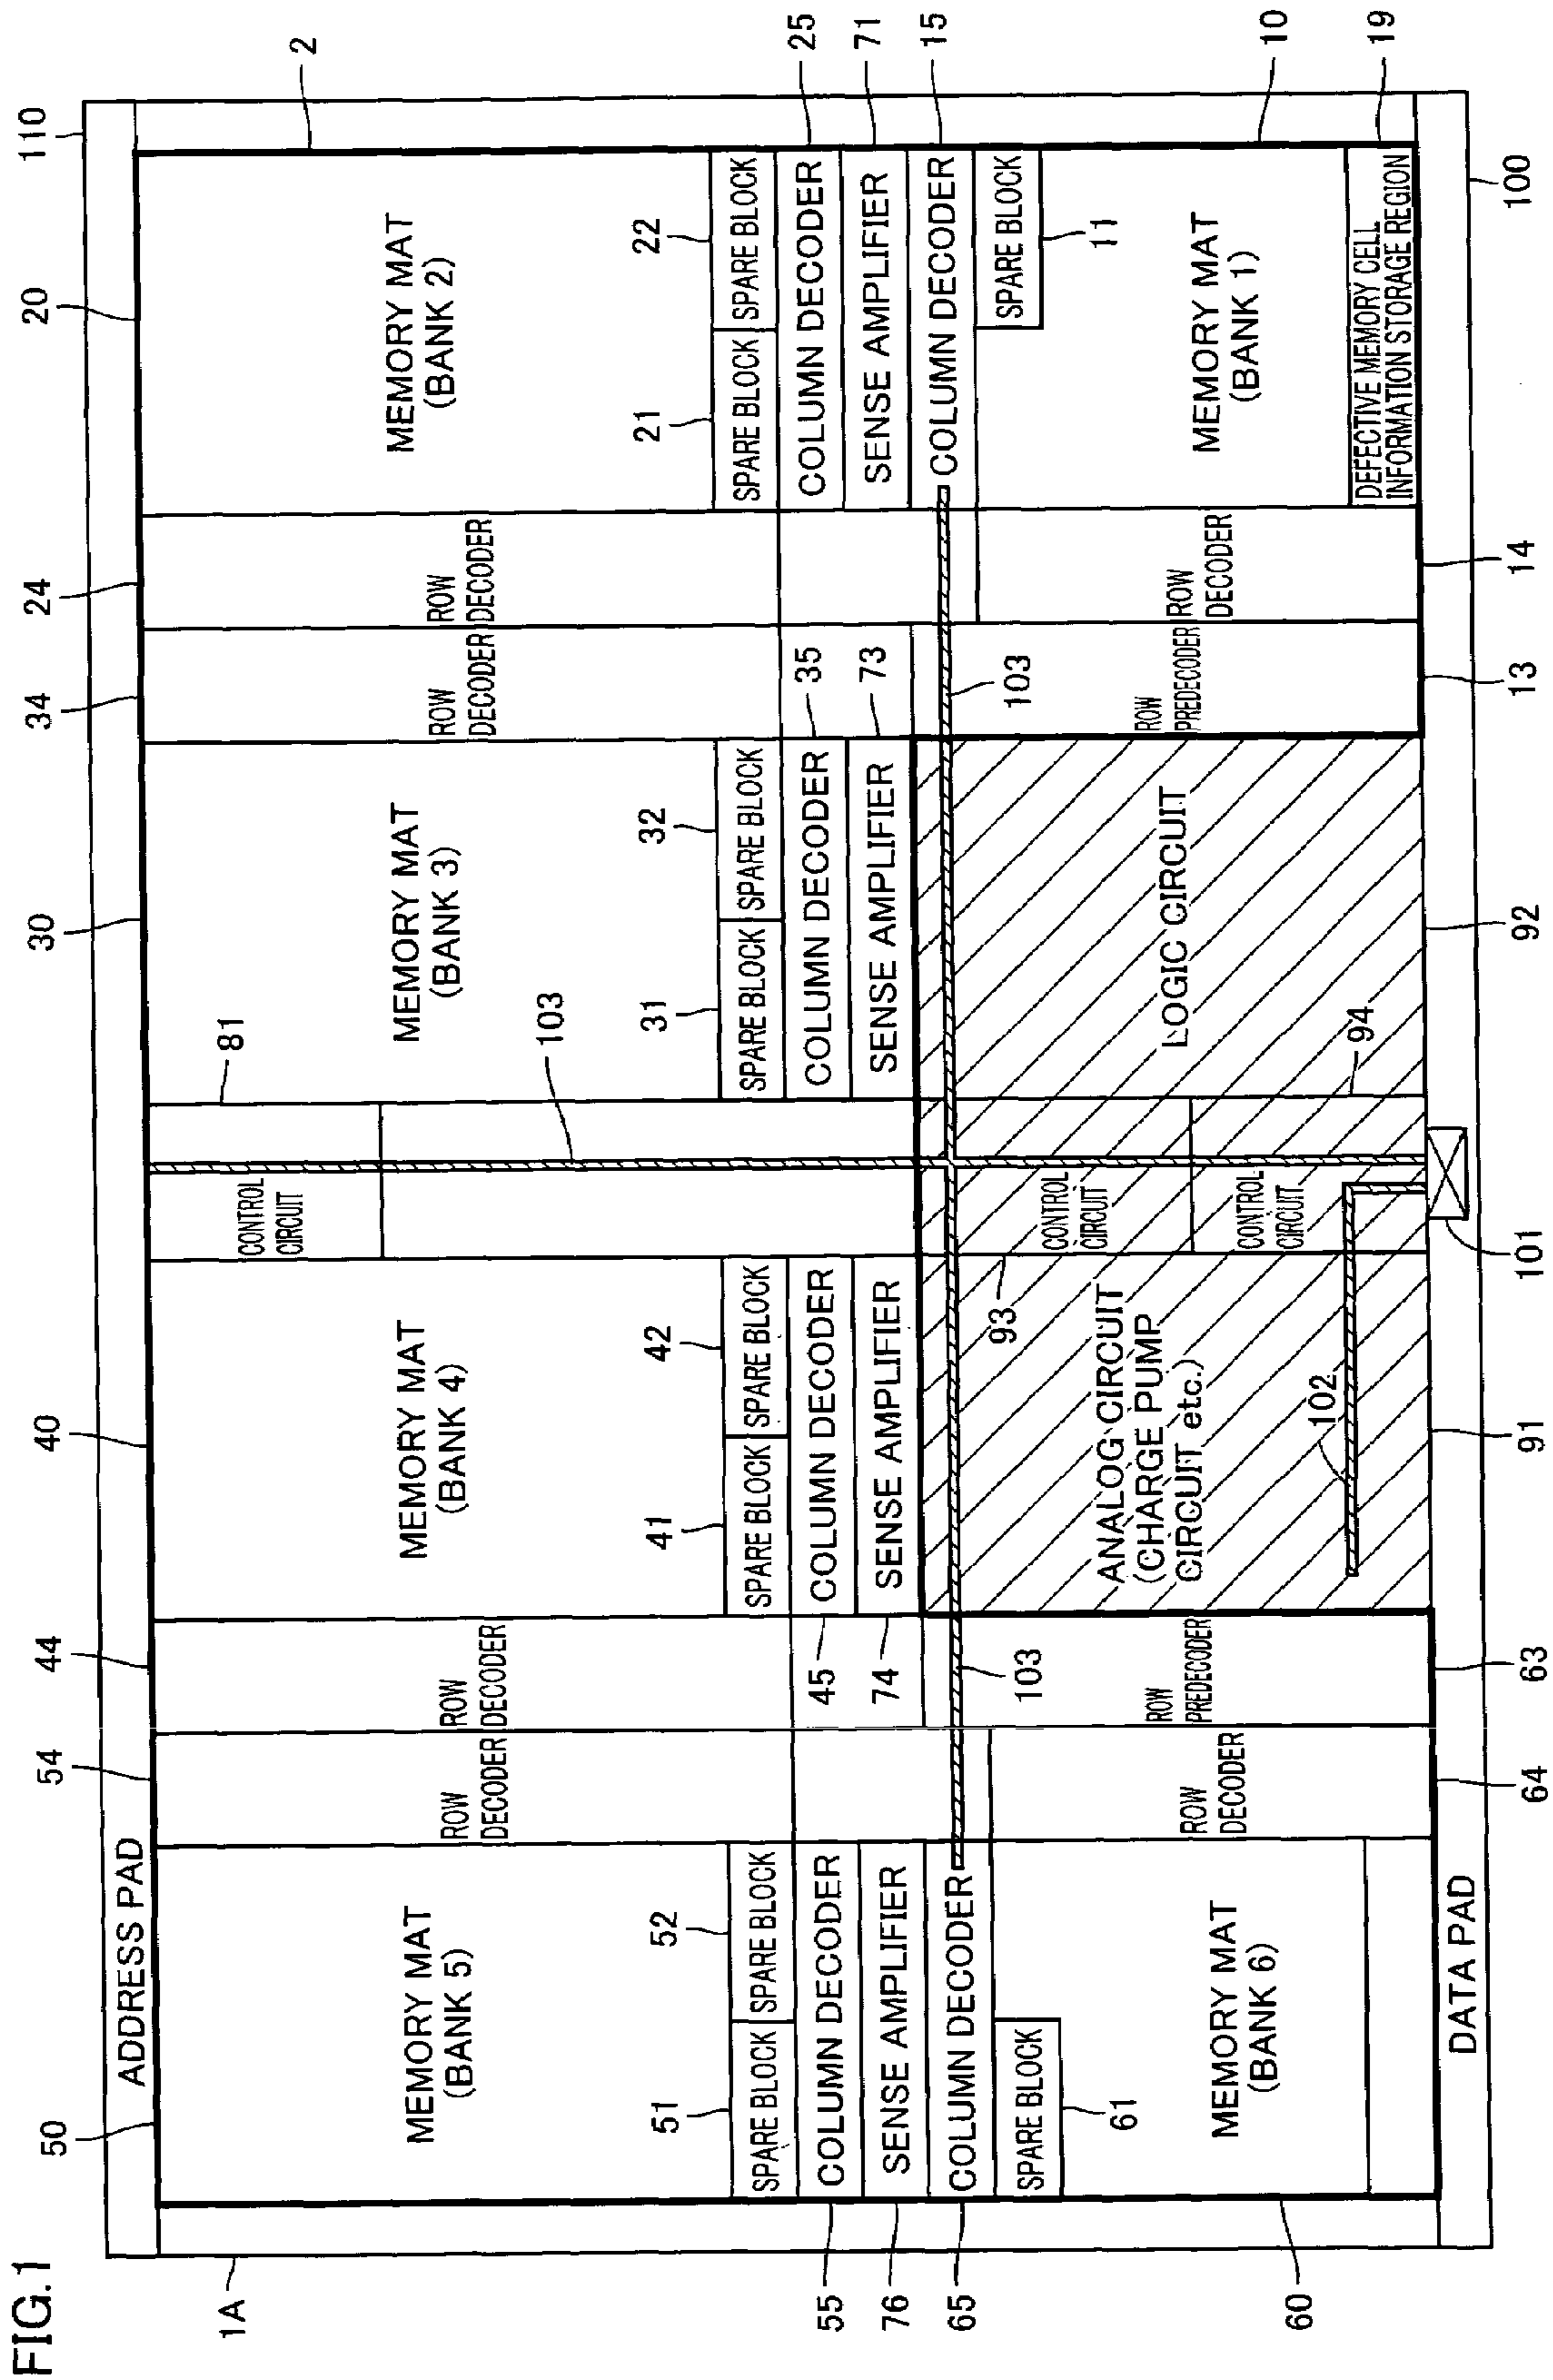 FIG.1
1A
50
54
44
40
30
34
24
20
110
2
ADDRESS PAD
MEMORY MAT
(BANK 5)
ROW
DECODER
ROW
DECODER
MEMORY MAT
(BANK 4)
CONTROL
CIRCUIT
81
103
MEMORY MAT
(BANK 3)
ROW
DECODER
ROW
DECODER
MEMORY MAT
(BANK 2)
51
52
41
42
31
32
21
22
SPARE BLOCK
SPARE BLOCK
SPARE BLOCK
SPARE BLOCK
SPARE BLOCK
SPARE BLOCK
SPARE BLOCK
SPARE BLOCK
55
COLUMN DECODER
45
COLUMN DECODER
COLUMN DECODER
35
COLUMN DECODER
25
76
SENSE AMPLIFIER
74
SENSE AMPLIFIER
SENSE AMPLIFIER
73
SENSE AMPLIFIER
71
65
COLUMN DECODER
COLUMN DECODER
15
SPARE BLOCK
61
103
93
103
SPARE BLOCK
11
MEMORY MAT
(BANK 6)
ROW
DECODER
ROW
PREDECODER
ANALOG CIRCUIT
(CHARGE PUMP
CIRCUIT etc.)
CONTROL
CIRCUIT
CONTROL
CIRCUIT
LOGIC CIRCUIT
ROW
PREDECODER
ROW
DECODER
MEMORY MAT
(BANK 1)
60
102
94
10
DEFECTIVE MEMORY CELL
INFORMATION STORAGE REGION
19
DATA PAD
64
63
91
101
92
13
14
100